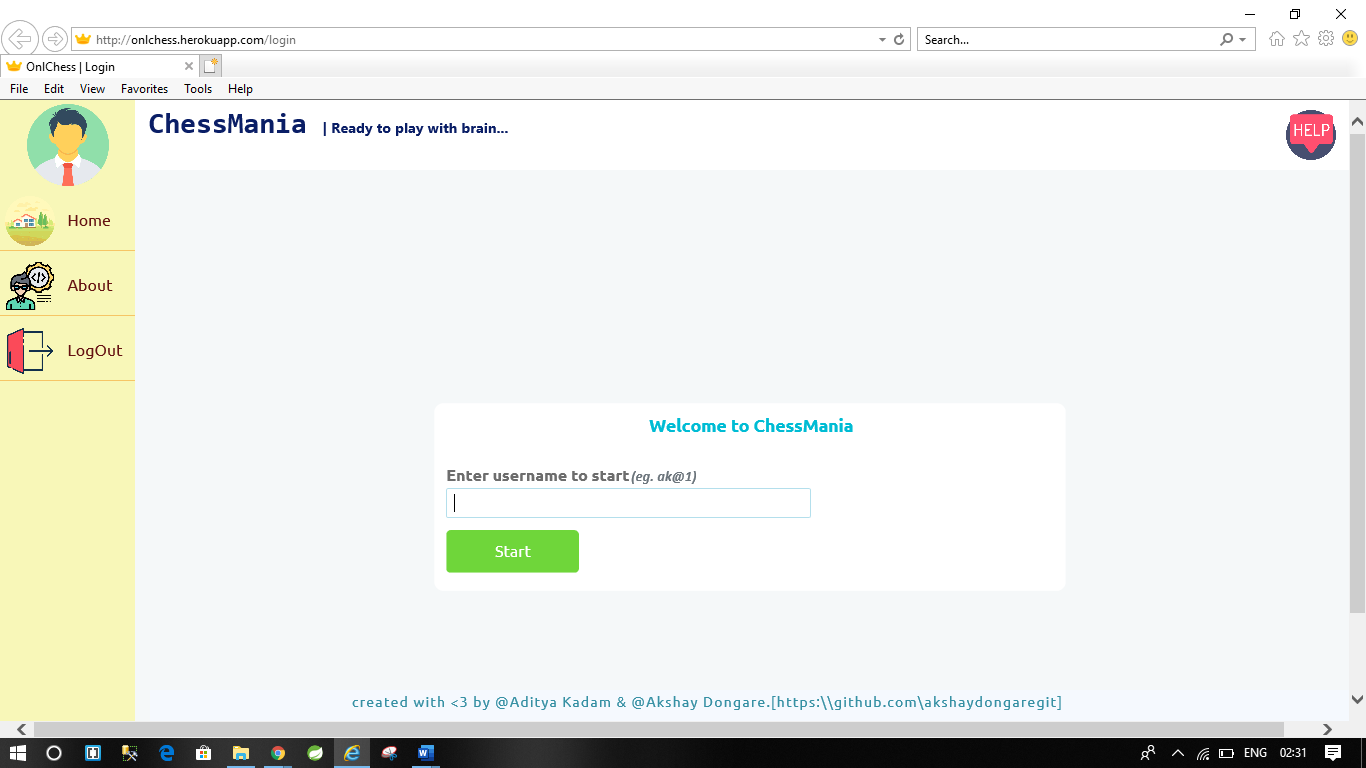 http://onlchess.herokuapp.com/login
Search...
OnlChess | Login
File Edit View Favorites Tools Help
ChessMania | Ready to play with brain...
HELP
Home
About
LogOut
Welcome to ChessMania
Enter username to start(eg. ak@1)
Start
created with <3 by @Aditya Kadam & @Akshay Dongare.[https:\\github.com\akshaydongaregit]
ENG 02:31